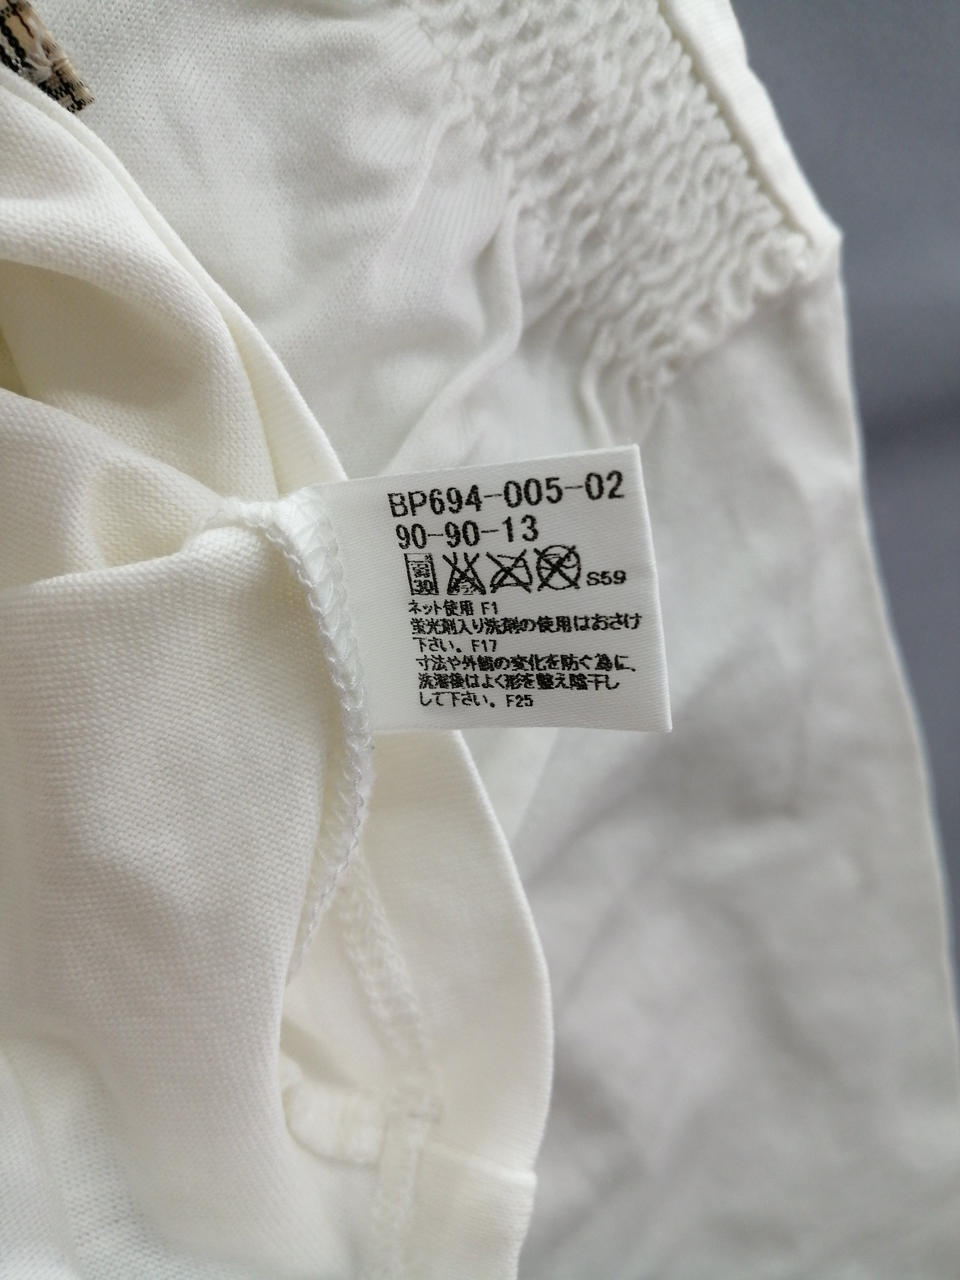 BP694-005-02
90-90-13
30 S59
ネット使用 F1
蛍光剤入り洗剤の使用はおさけ
下さい。F17
寸法や外観の変化を防ぐ為に、
洗濯後はよく形を整え陰干し
して下さい。F25